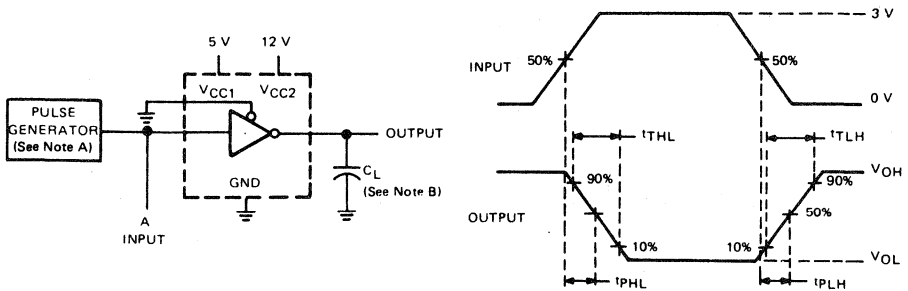 5 V
12 V
VCC1
VCC2
PULSE
GENERATOR
(See Note A)
OUTPUT
CL
(See Note B)
GND
A
INPUT
3 V
50%
50%
INPUT
0 V
tTHL
tTLH
VOH
90%
90%
OUTPUT
50%
10%
10%
VOL
tPHL
tPLH